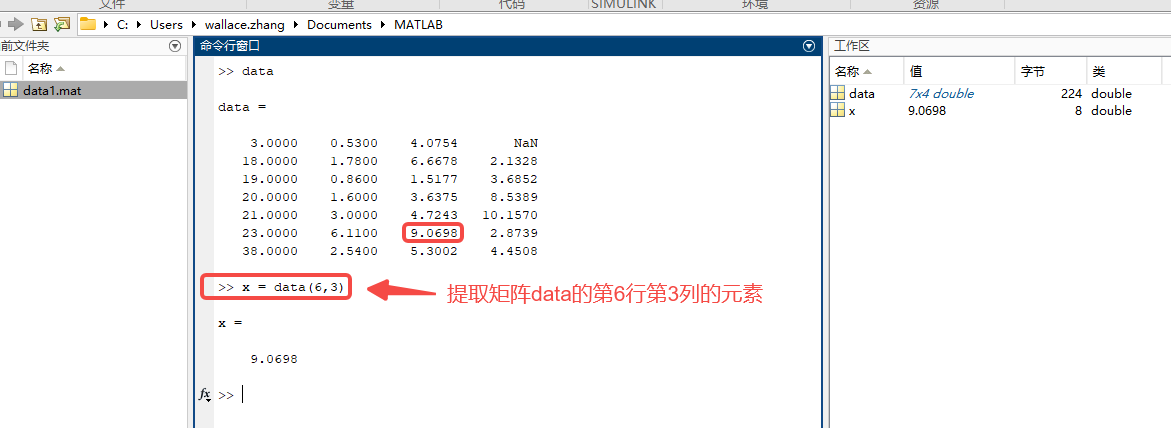 文件 变量 代码 SIMULINK 环境 资源
C: Users wallace.zhang Documents MATLAB
前文件夹
名称
data1.mat
命令行窗口
>> data
data =
3.0000 0.5300 4.0754 NaN
18.0000 1.7800 6.6678 2.1328
19.0000 0.8600 1.5177 3.6852
20.0000 1.6000 3.6375 8.5389
21.0000 3.0000 4.7243 10.1570
23.0000 6.1100 9.0698 2.8739
38.0000 2.5400 5.3002 4.4508
>> x = data(6,3)
提取矩阵data的第6行第3列的元素
x =
9.0698
fx >>
工作区
名称 值 字节 类
data 7x4 double 224 double
x 9.0698 8 double